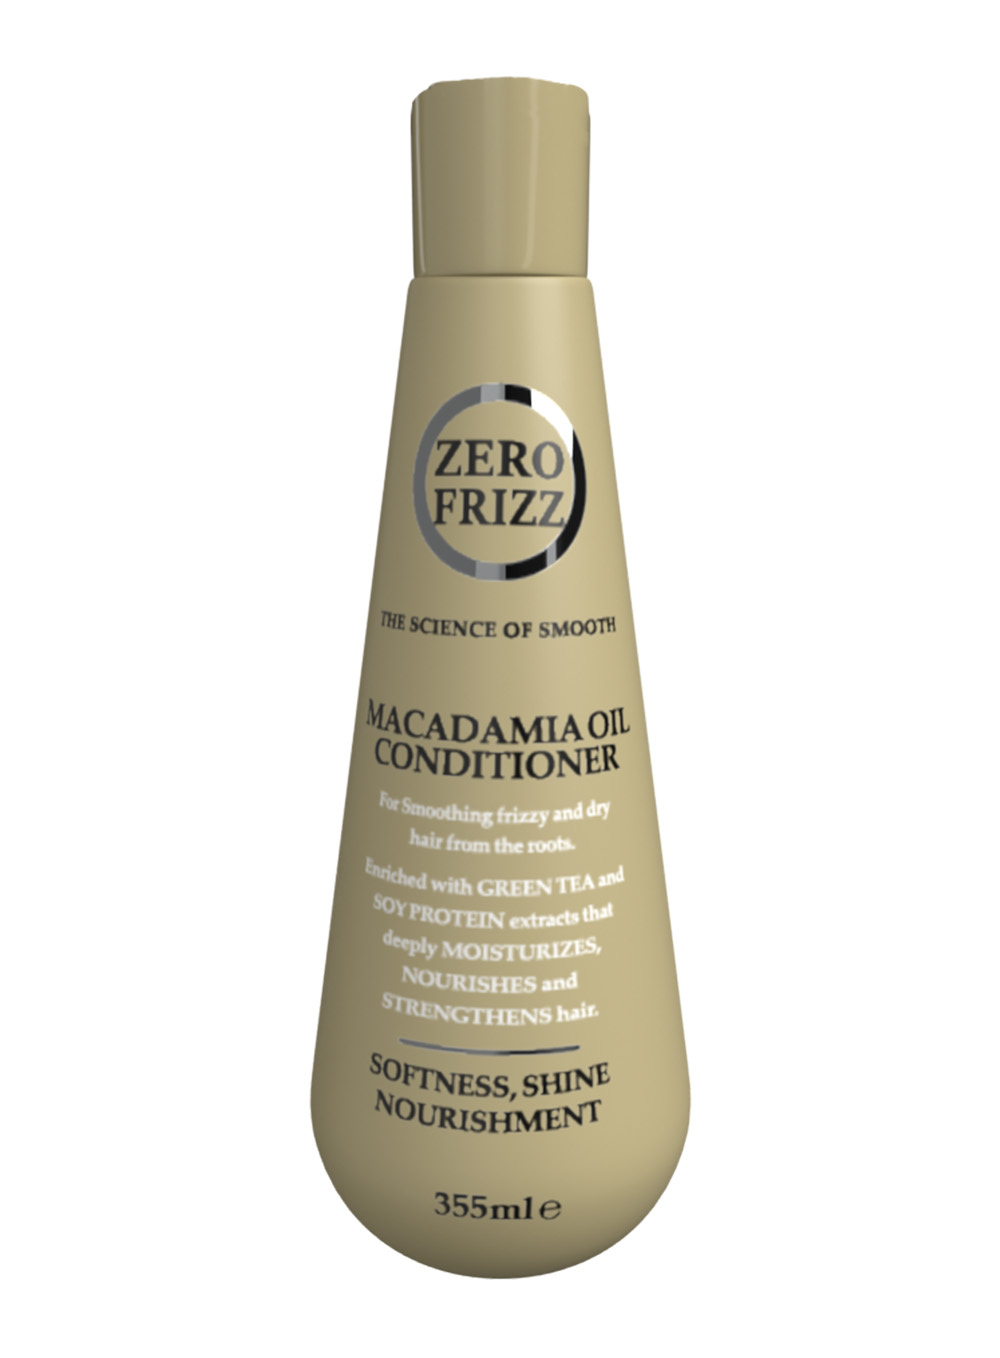 ZERO
FRIZZ
THE SCIENCE OF SMOOTH
MACADAMIA OIL
CONDITIONER
For Smoothing frizzy and dry
hair from the roots.
Enriched with GREEN TEA and
SOY PROTEIN extracts that
deeply MOISTURIZES,
NOURISHES and
STRENGTHENS hair.
SOFTNESS, SHINE
NOURISHMENT
355ml ℮